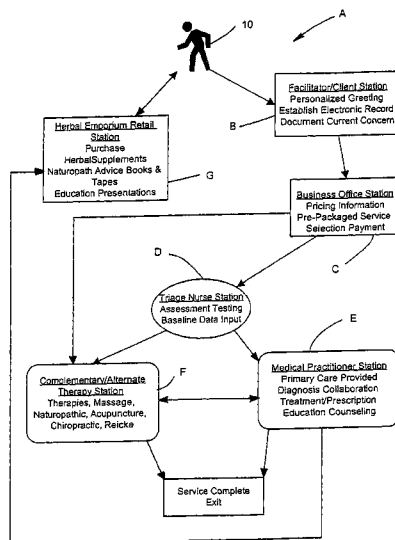 10
A
Facilitator/Client Station
Personalized Greeting
Establish Electronic Record
Document Current Concern
B
Herbal Emporium Retail
Station
Purchase
HerbalSupplements
Naturopath Advice Books &
Tapes
Education Presentations
G
Business Office Station
Pricing Information
Pre-Packaged Service
Selection Payment
C
D
Triage Nurse Station
Assessment Testing
Baseline Data Input
E
Complementary/Alternate
Therapy Station
Therapies, Massage,
Naturopathic, Acupuncture,
Chiropractic, Reicke
F
Medical Practitioner Station
Primary Care Provided
Diagnosis Collaboration
Treatment/Prescription
Education Counseling
Service Complete
Exit